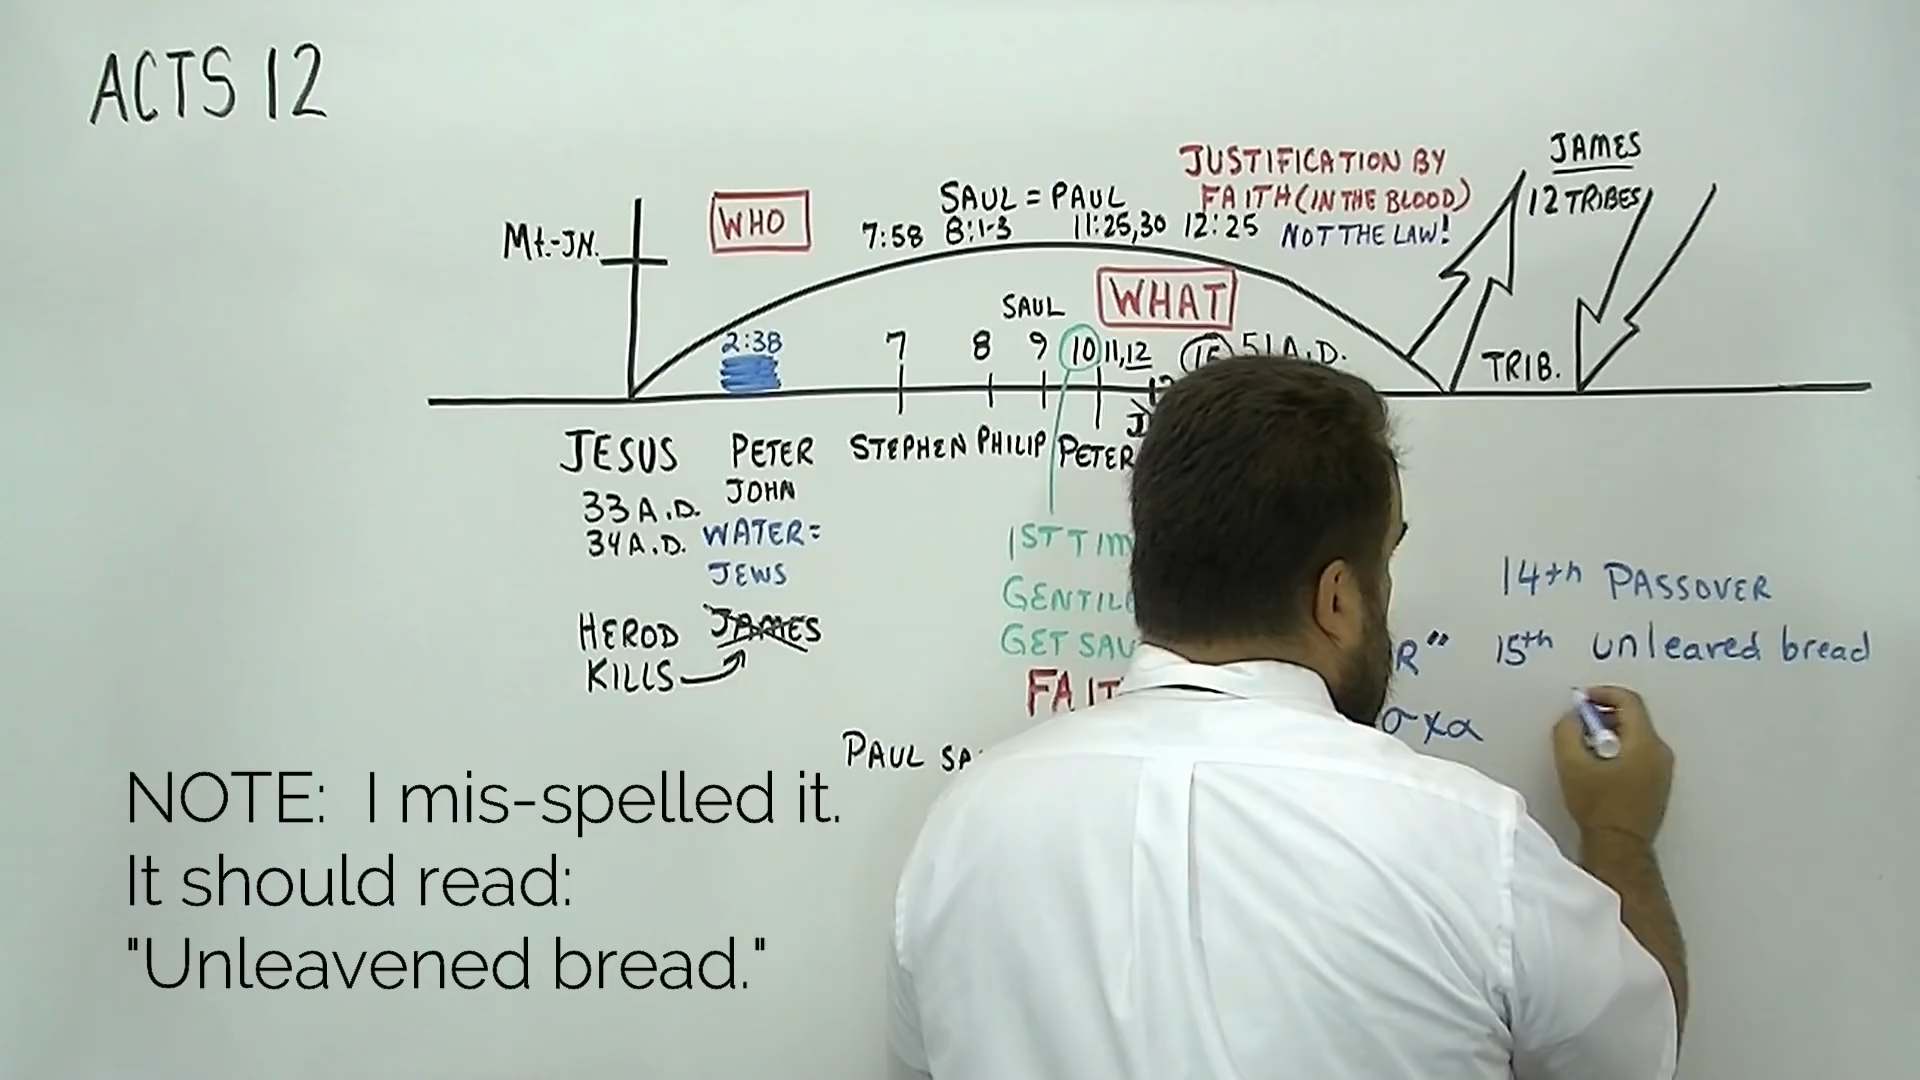 ACTS 12
JAMES
12 TRIBES
JUSTIFICATION BY
FAITH (IN THE BLOOD)
NOT THE LAW!
SAUL = PAUL
7:58 8:1-3 11:25,30 12:25
WHO
Mt.-JN.
WHAT
SAUL
2:38
7 8 9 10 11,12 15 51 A.D.
TRIB.
JESUS PETER STEPHEN PHILIP PETER
33 A.D. JOHN
34 A.D. WATER=
JEWS
HEROD JAMES
KILLS
1ST
GENTILE
GET
PAUL
14th PASSOVER
15th unleared bread
NOTE: I mis-spelled it.
It should read:
"Unleavened bread."